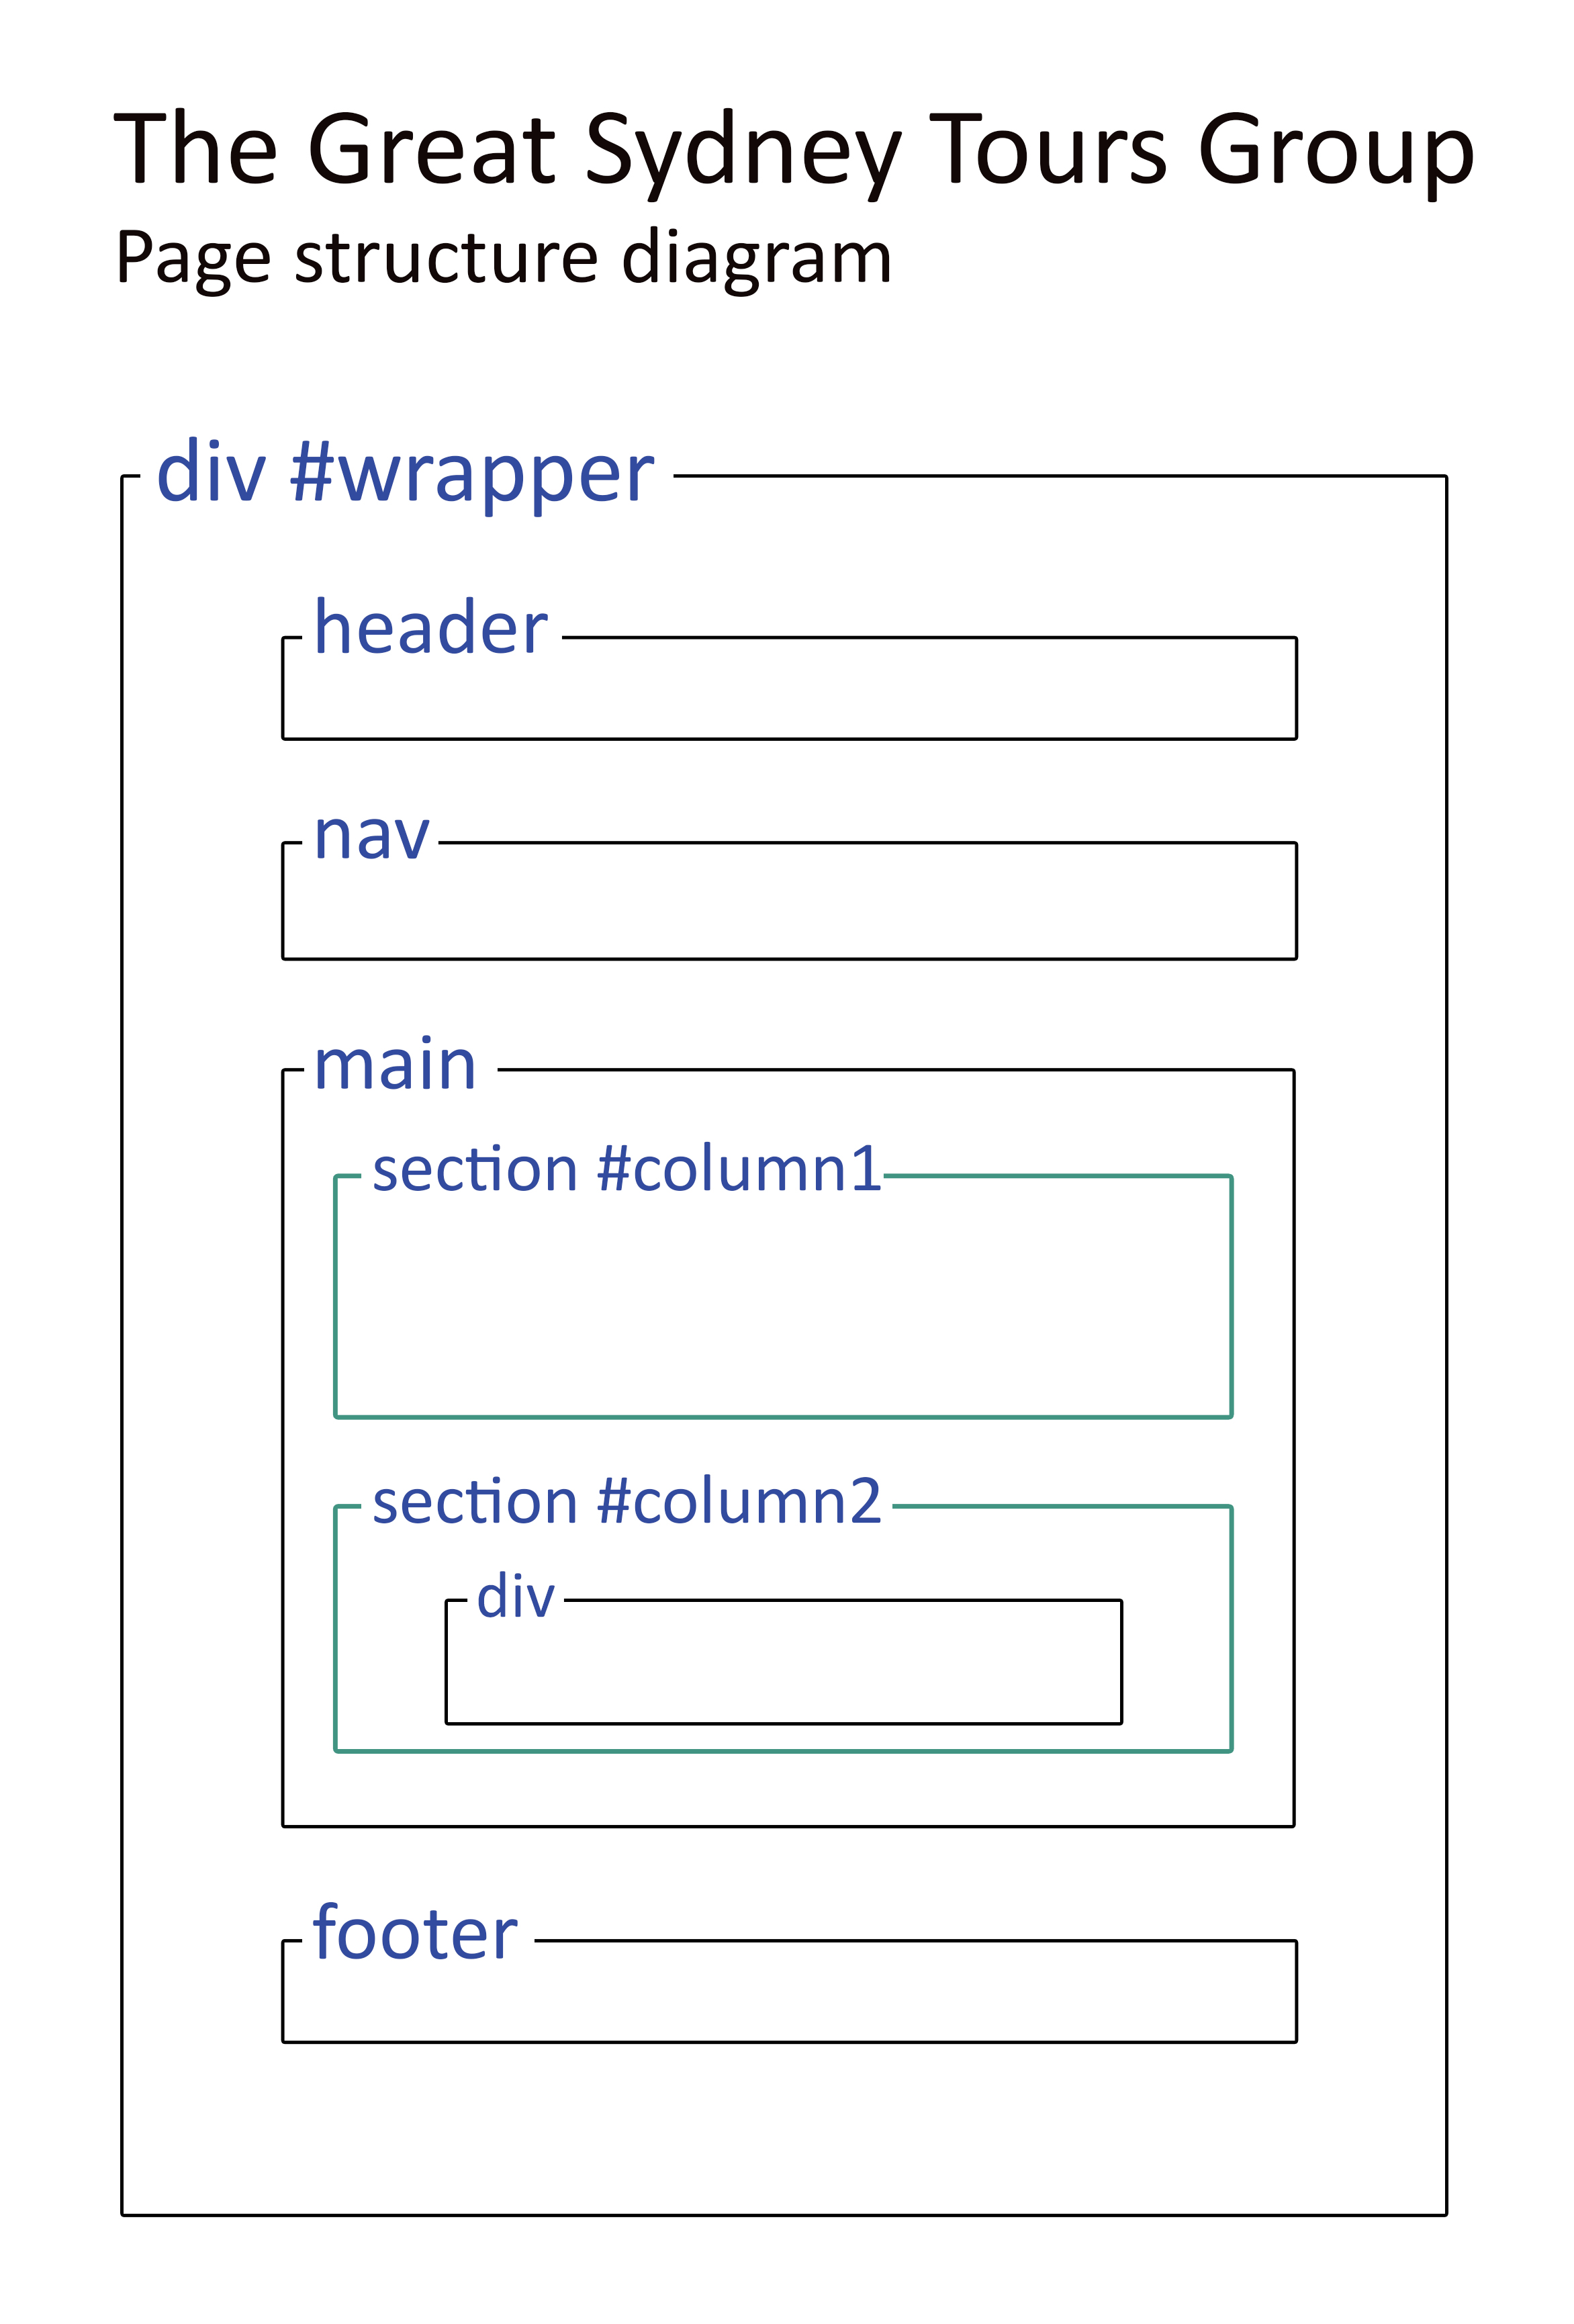 The Great Sydney Tours Group
Page structure diagram
div #wrapper
header
nav
main
section #column1
section #column2
div
footer